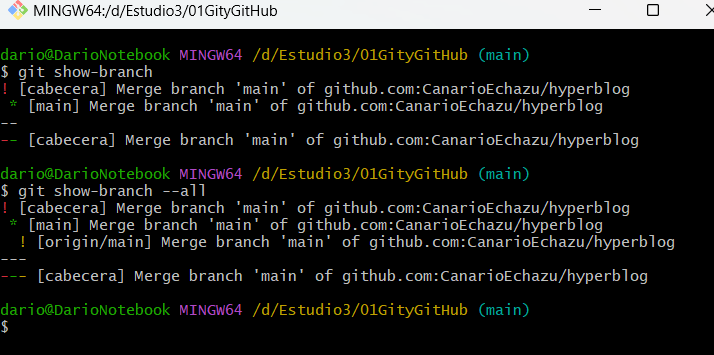 MINGW64:/d/Estudio3/01GityGitHub
dario@DarioNotebook MINGW64 /d/Estudio3/01GityGitHub (main)
$ git show-branch
! [cabecera] Merge branch 'main' of github.com:CanarioEchazu/hyperblog
 * [main] Merge branch 'main' of github.com:CanarioEchazu/hyperblog
--
-- [cabecera] Merge branch 'main' of github.com:CanarioEchazu/hyperblog
dario@DarioNotebook MINGW64 /d/Estudio3/01GityGitHub (main)
$ git show-branch --all
! [cabecera] Merge branch 'main' of github.com:CanarioEchazu/hyperblog
 * [main] Merge branch 'main' of github.com:CanarioEchazu/hyperblog
  ! [origin/main] Merge branch 'main' of github.com:CanarioEchazu/hyperblog
---
--- [cabecera] Merge branch 'main' of github.com:CanarioEchazu/hyperblog
dario@DarioNotebook MINGW64 /d/Estudio3/01GityGitHub (main)
$